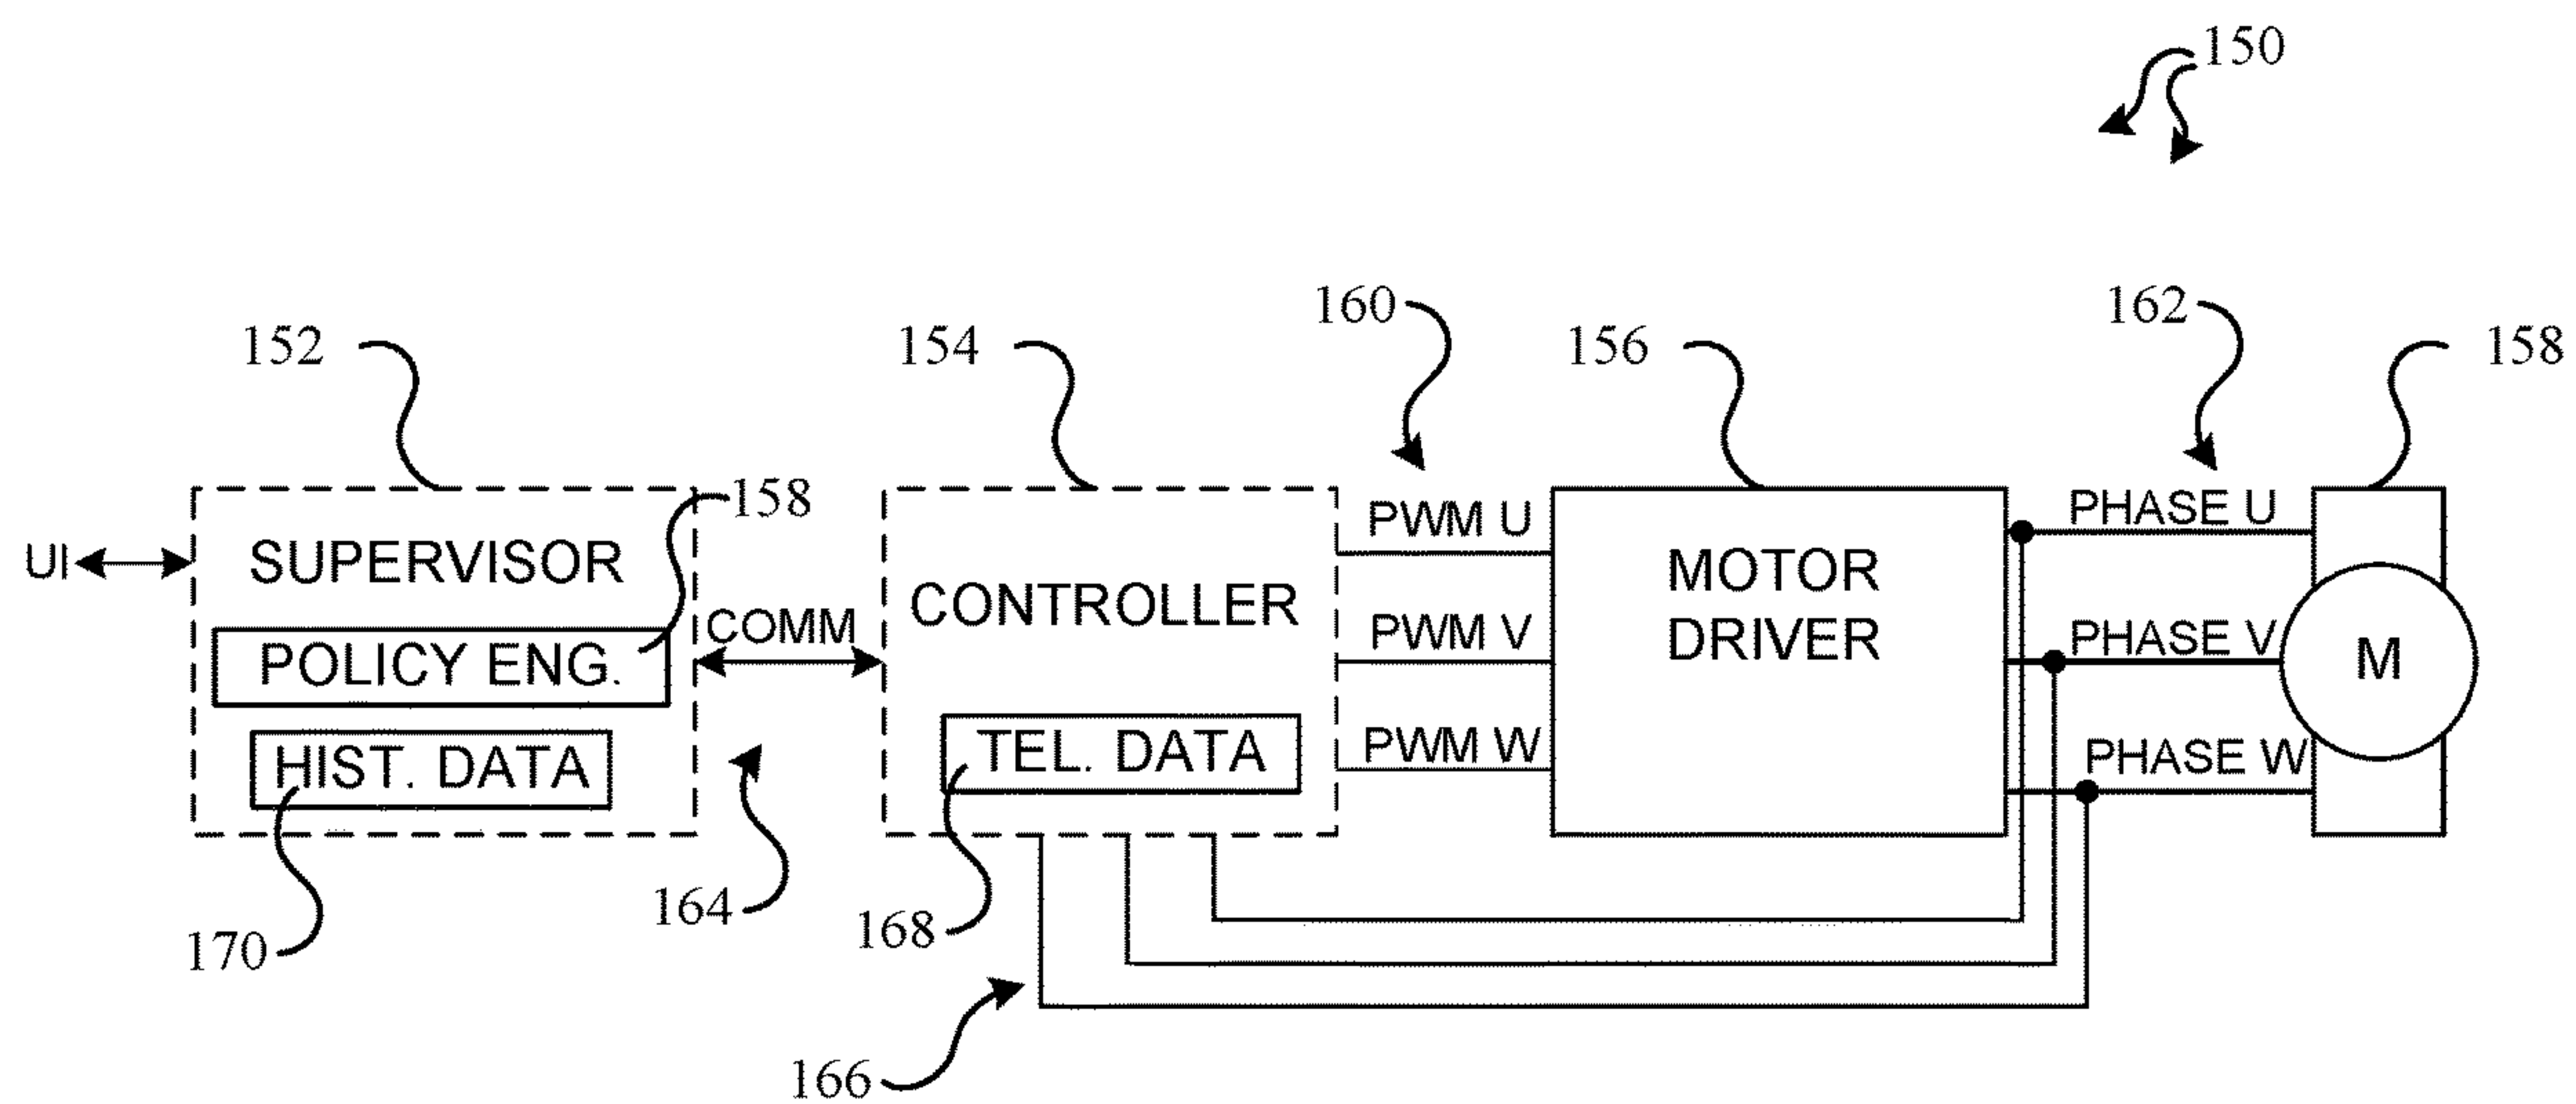 150
160
162
152
154
156
158
158
PWM U
PHASE U
UI
SUPERVISOR
MOTOR
DRIVER
CONTROLLER
COMM
PWM V
PHASE V
POLICY ENG.
M
HIST. DATA
TEL. DATA
PWM W
PHASE W
164
168
170
166